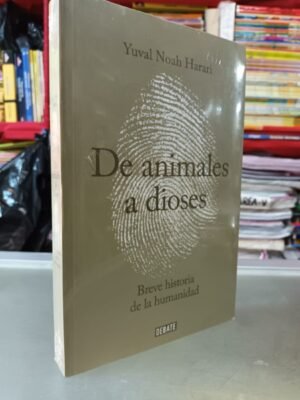 Yuval Noah Harari
De animales
a dioses
Breve historia
de la humanidad
DEBATE